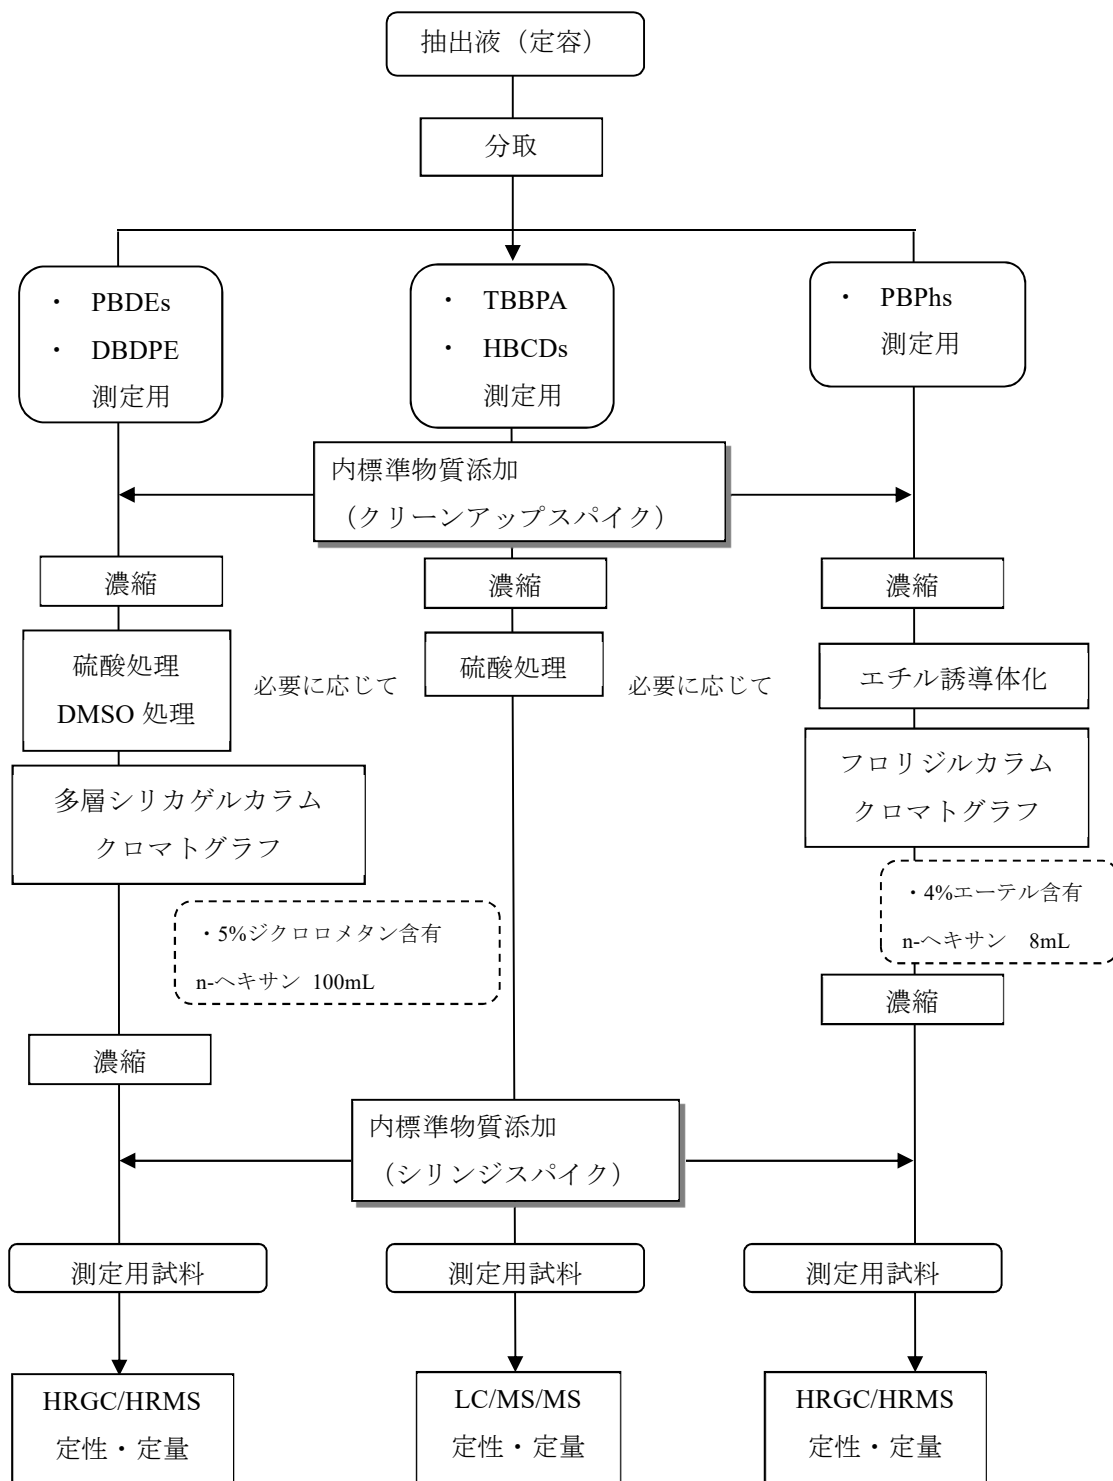 抽出液（定容）
分取
・ PBDEs
・ DBDPE
測定用
・ TBBPA
・ HBCDs
測定用
・ PBPhs
測定用
内標準物質添加
（クリーンアップスパイク）
濃縮
濃縮
濃縮
硫酸処理
DMSO 処理
必要に応じて
硫酸処理
必要に応じて
エチル誘導体化
多層シリカゲルカラム
クロマトグラフ
フロリジルカラム
クロマトグラフ
・5%ジクロロメタン含有
n-ヘキサン 100mL
・4%エーテル含有
n-ヘキサン 8mL
濃縮
濃縮
内標準物質添加
（シリンジスパイク）
測定用試料
測定用試料
測定用試料
HRGC/HRMS
定性・定量
LC/MS/MS
定性・定量
HRGC/HRMS
定性・定量